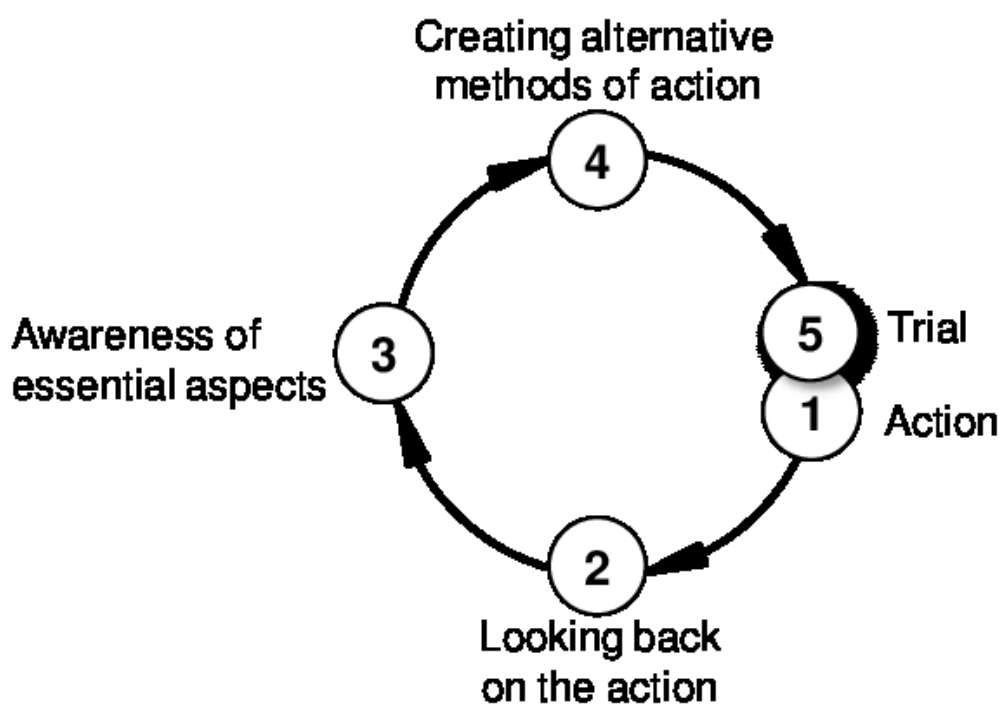 Creating alternative
methods of action
4
5
Trial
3
Awareness of
essential aspects
1
Action
2
Looking back
on the action